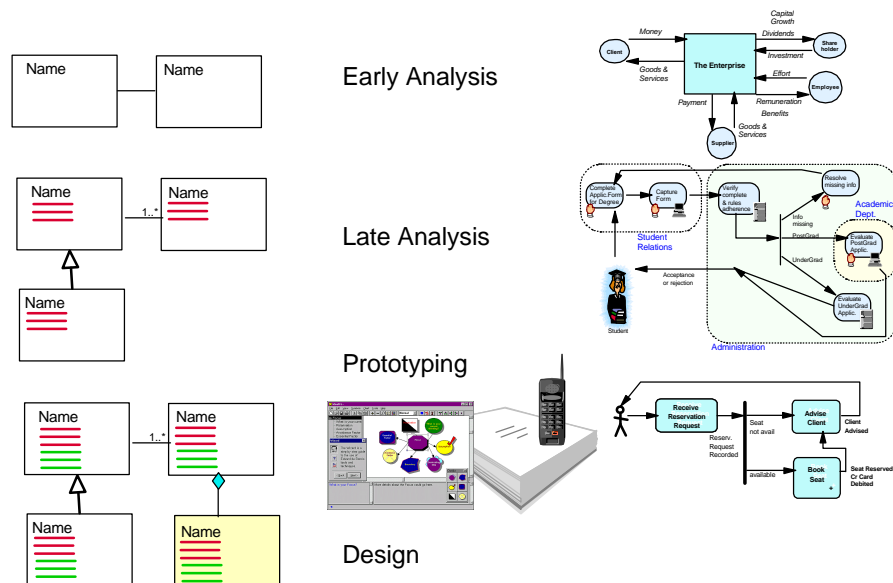 Name
Name
Early Analysis
Capital
Growth
Money
Dividends
Client
Share
holder
Investment
The Enterprise
Goods &
Services
Effort
Employee
Payment
Remuneration
Benefits
Goods &
Services
Supplier
Name
Name
1..*
Name
Late Analysis
Complete
Applic.Form
for Degree
Capture
Form
Verify
complete
& rules
adherence
Resolve
missing info
Academic
Dept.
Student
Relations
Info
missing
PostGrad
Evaluate
PostGrad
Applic.
UnderGrad
Acceptance
or rejection
Evaluate
UnderGrad
Applic.
Student
Administration
Prototyping
Name
Name
1..*
Name
Name
Receive
Reservation
Request
Seat
not avail
Advise
Client
Client
Advised
Reserv.
Request
Recorded
available
Book
Seat
+
Seat Reserved
Cr Card
Debited
Design